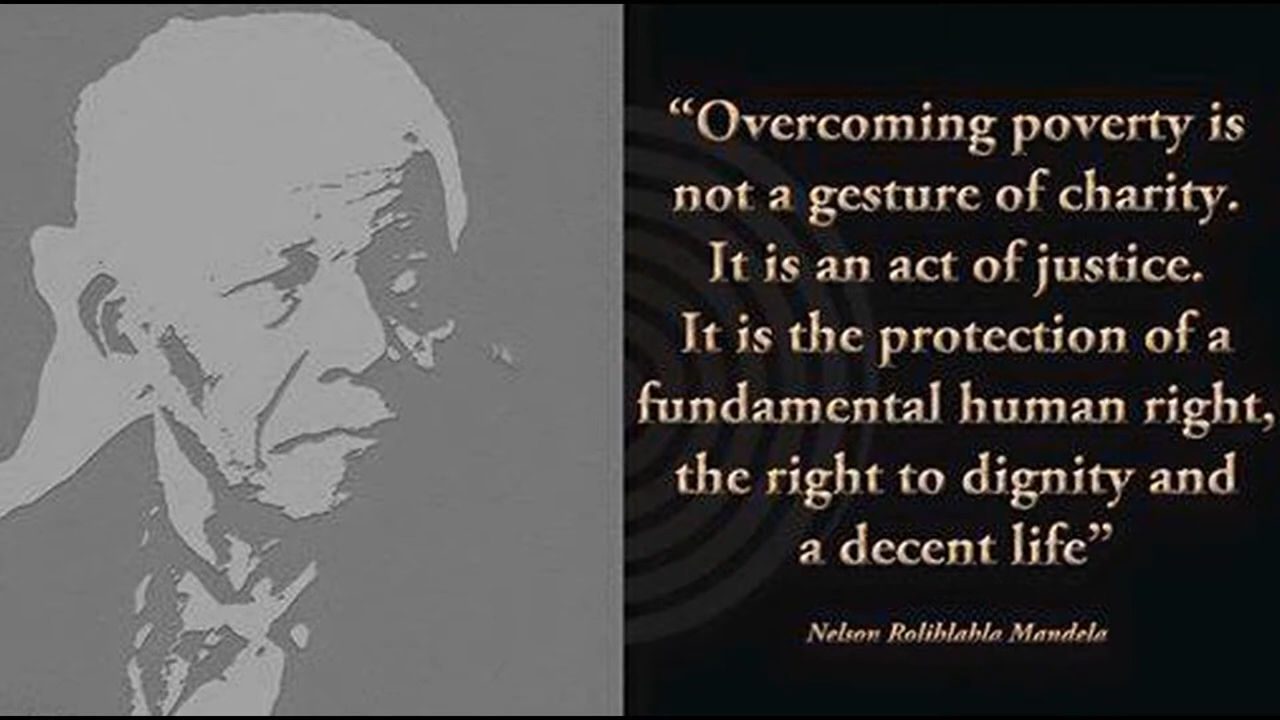 “Overcoming poverty is
not a gesture of charity.
It is an act of justice.
It is the protection of a
fundamental human right,
the right to dignity and
a decent life”
Nelson Rolihlahla Mandela